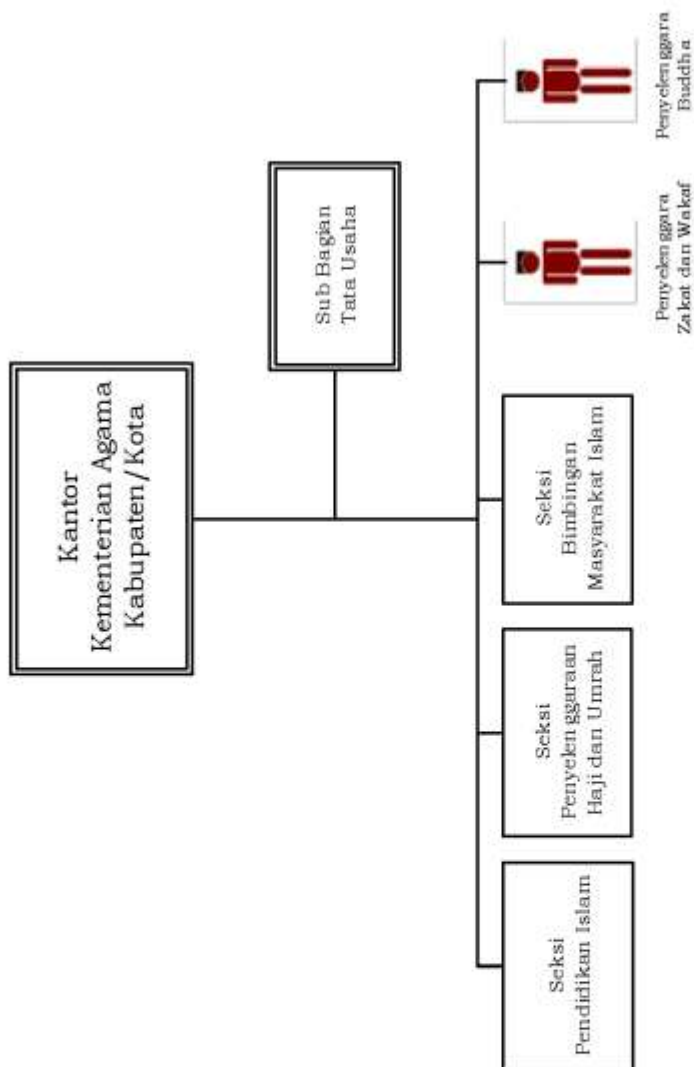 Kantor
Kementerian Agama
Kabupaten/Kota
Sub Bagian
Tata Usaha
Seksi
Pendidikan Islam
Seksi
Penyelenggaraan
Haji dan Umrah
Seksi
Bimbingan
Masyarakat Islam
Penyelenggara
Zakat dan Wakaf
Penyelenggara
Buddha